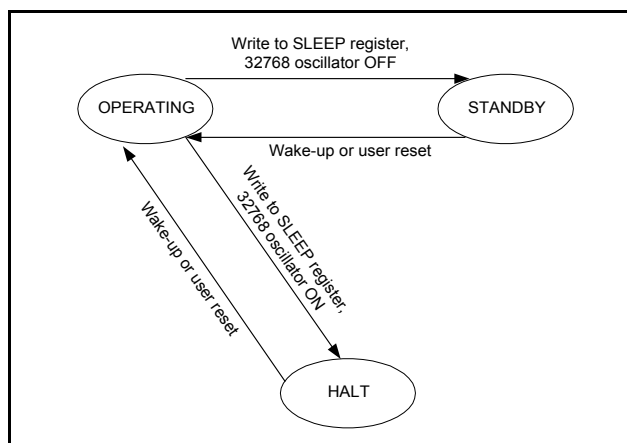 Write to SLEEP register,
32768 oscillator OFF
OPERATING
STANDBY
Wake-up or user reset
Write to SLEEP register,
32768 oscillator ON
Wake-up or user reset
HALT